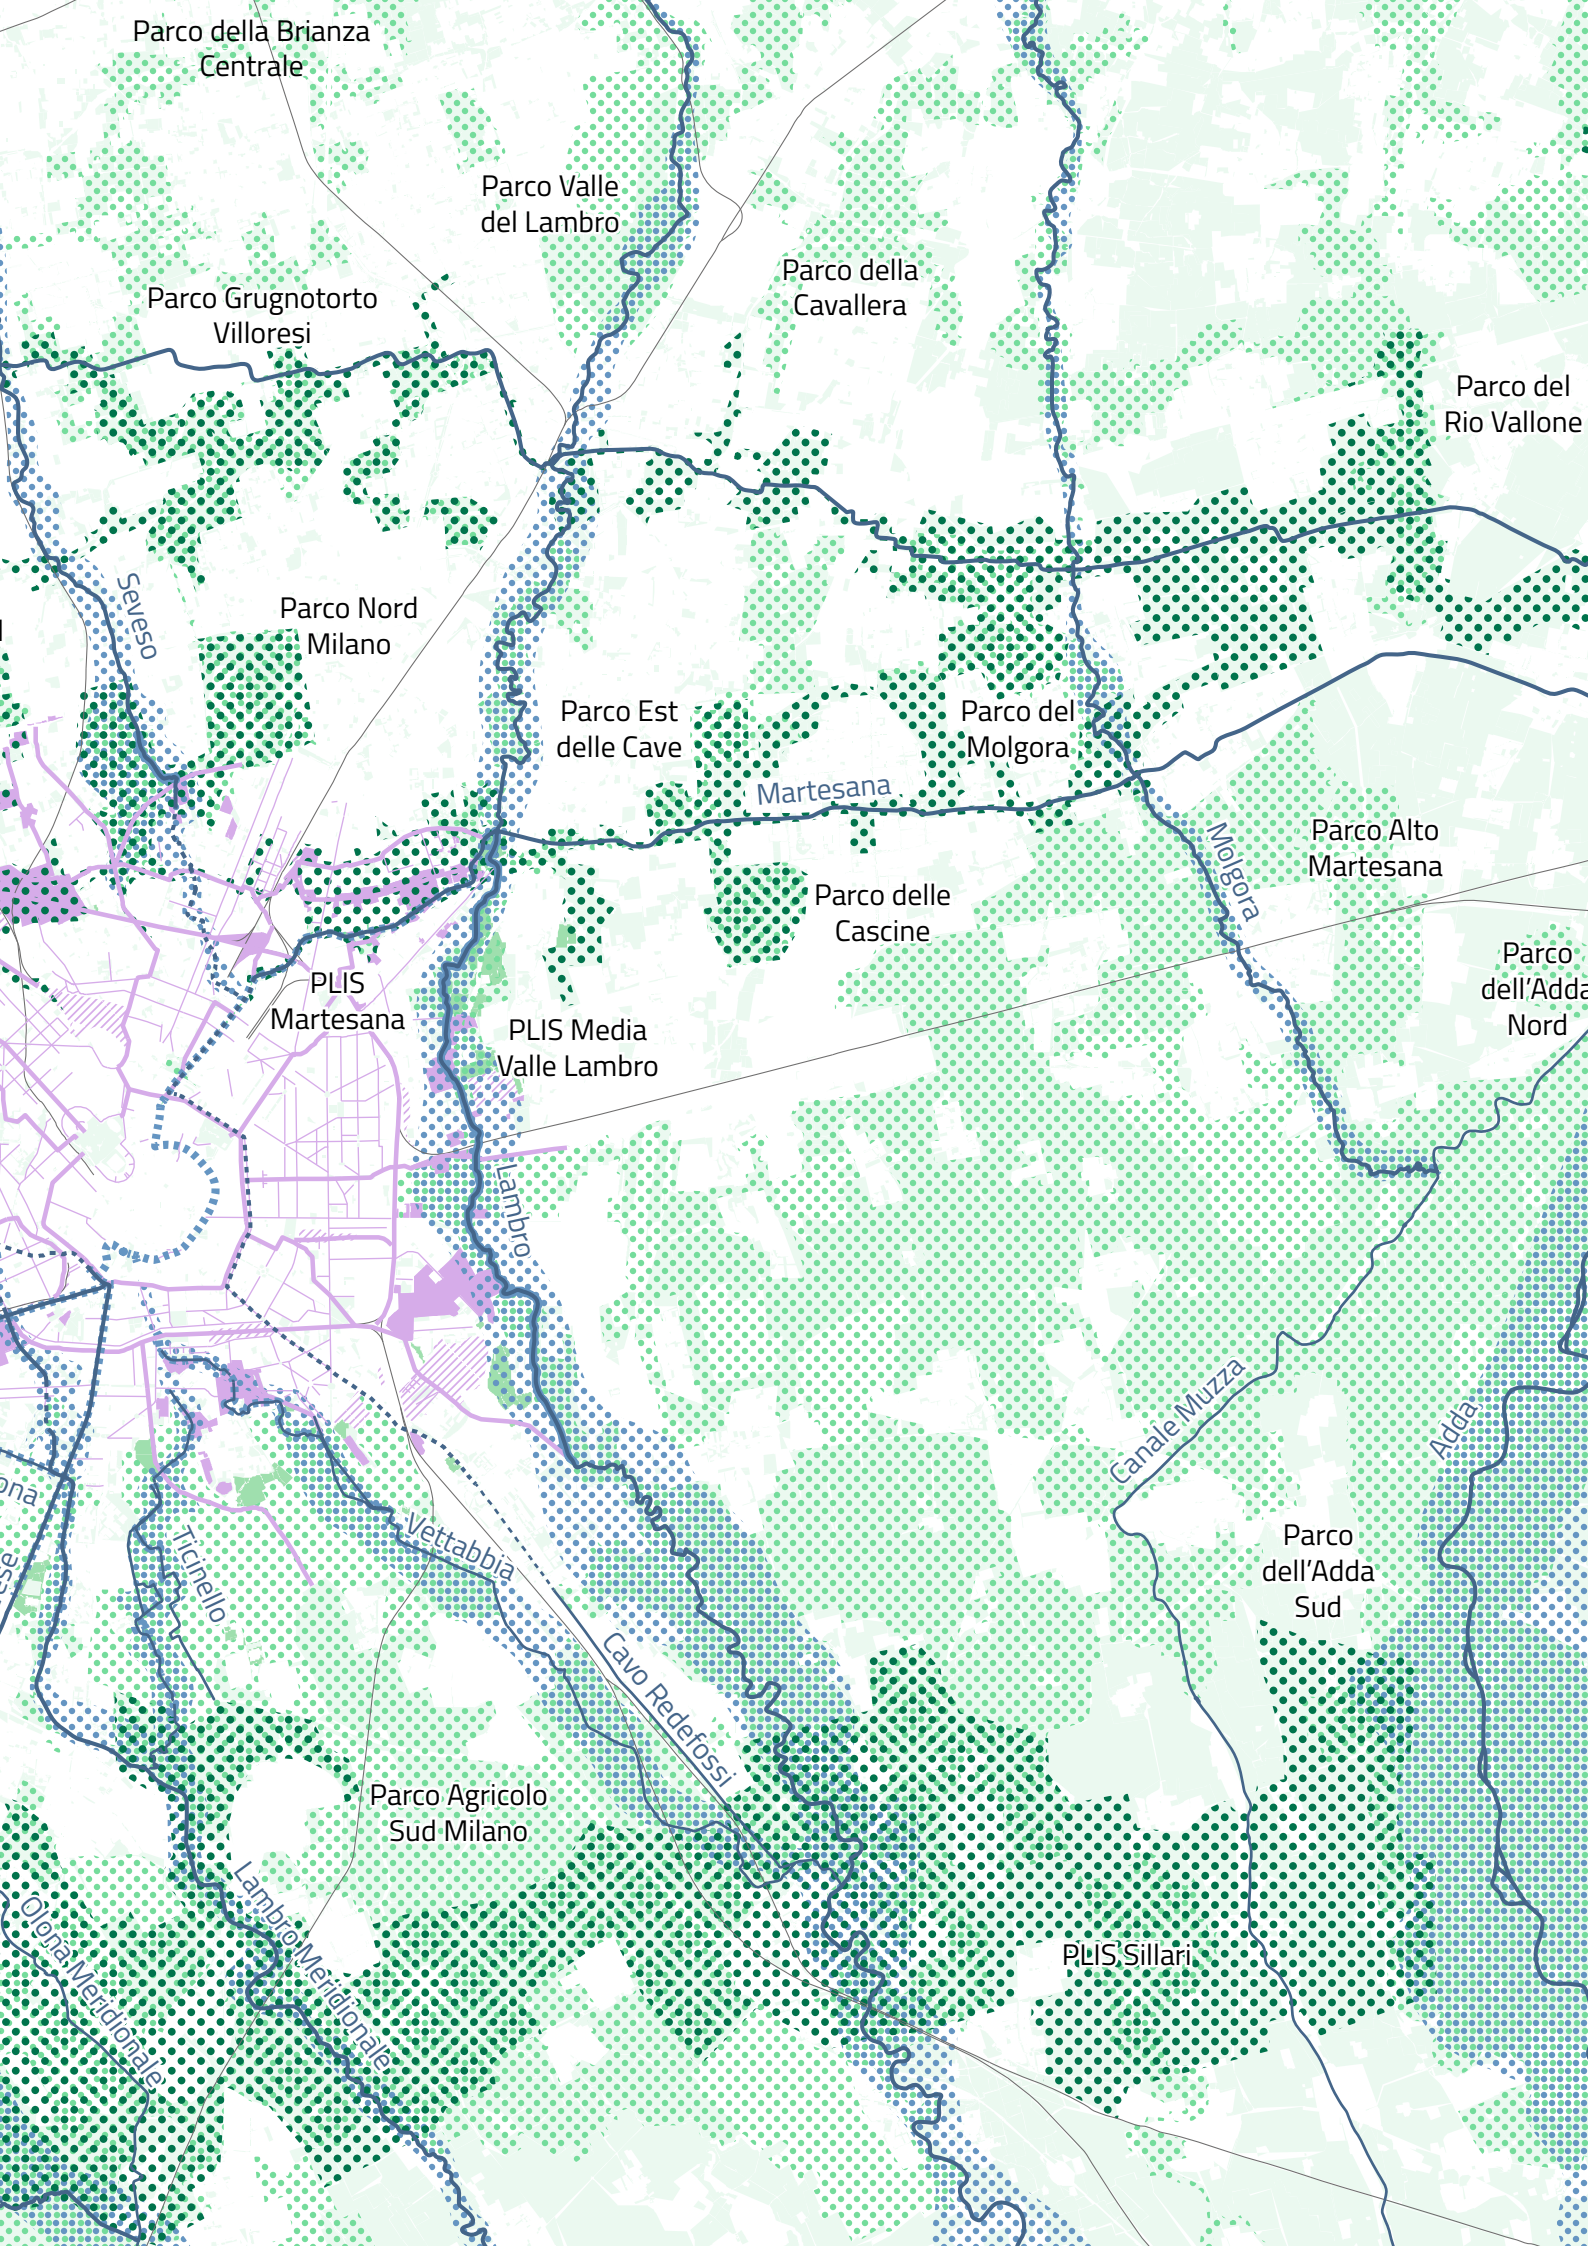 Parco della Brianza
Centrale
Parco Valle
del Lambro
Parco della
Cavallera
Parco Grugnotorto
Villoresi
Parco del
Rio Vallone
Seveso
Parco Nord
Milano
Parco Est
delle Cave
Parco del
Molgora
Martesana
Molgora
Parco Alto
Martesana
Parco delle
Cascine
Parco
dell'Adda
Nord
PLIS
Martesana
PLIS Media
Valle Lambro
Lambro
Canale Muzza
Adda
ona
ese
Ticinello
Vettabbia
Parco
dell'Adda
Sud
Cavo Redefossi
Parco Agricolo
Sud Milano
Lambro Meridionale
Olona Meridionale
PLIS Sillari